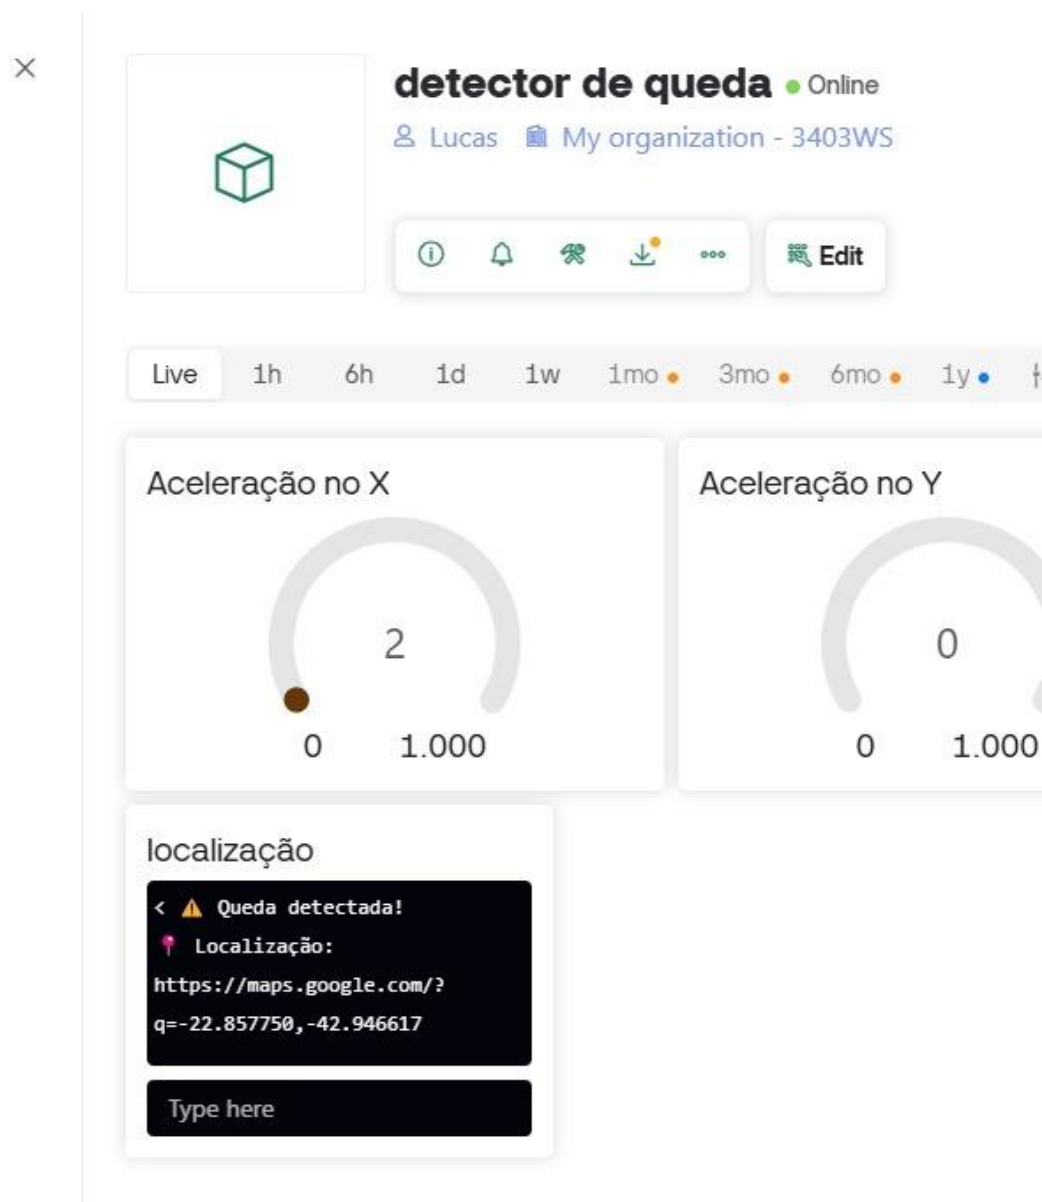 detector de queda Online
Lucas My organization - 3403WS
Edit
Live 1h 6h 1d 1w 1mo 3mo 6mo 1y
Aceleração no X
2
0 1.000
Aceleração no Y
0
0 1.000
localização
< ⚠ Queda detectada!
📍 Localização:
https://maps.google.com/?
q=-22.857750,-42.946617
Type here